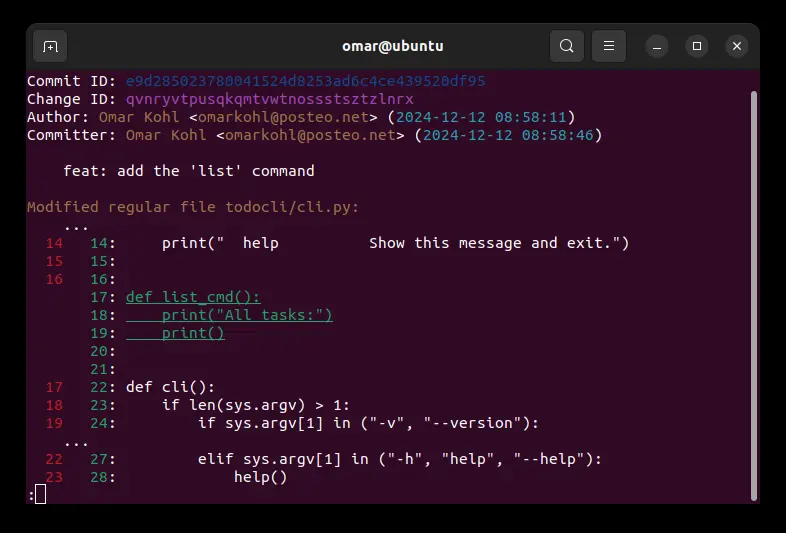 omar@ubuntu
Commit ID: e9d285023780041524d8253ad6c4ce439520df95
Change ID: qvnryvtpusqkqmtvwtnossstsztzlnrx
Author: Omar Kohl <omarkohl@posteo.net> (2024-12-12 08:58:11)
Committer: Omar Kohl <omarkohl@posteo.net> (2024-12-12 08:58:46)
    feat: add the 'list' command
Modified regular file todocli/cli.py:
    ...
  14   14:     print("  help          Show this message and exit.")
  15   15:
  16   16:
       17: def list_cmd():
       18:     print("All tasks:")
       19:     print()
       20:
       21:
  17   22: def cli():
  18   23:     if len(sys.argv) > 1:
  19   24:         if sys.argv[1] in ("-v", "--version"):
    ...
  22   27:         elif sys.argv[1] in ("-h", "help", "--help"):
  23   28:             help()
: